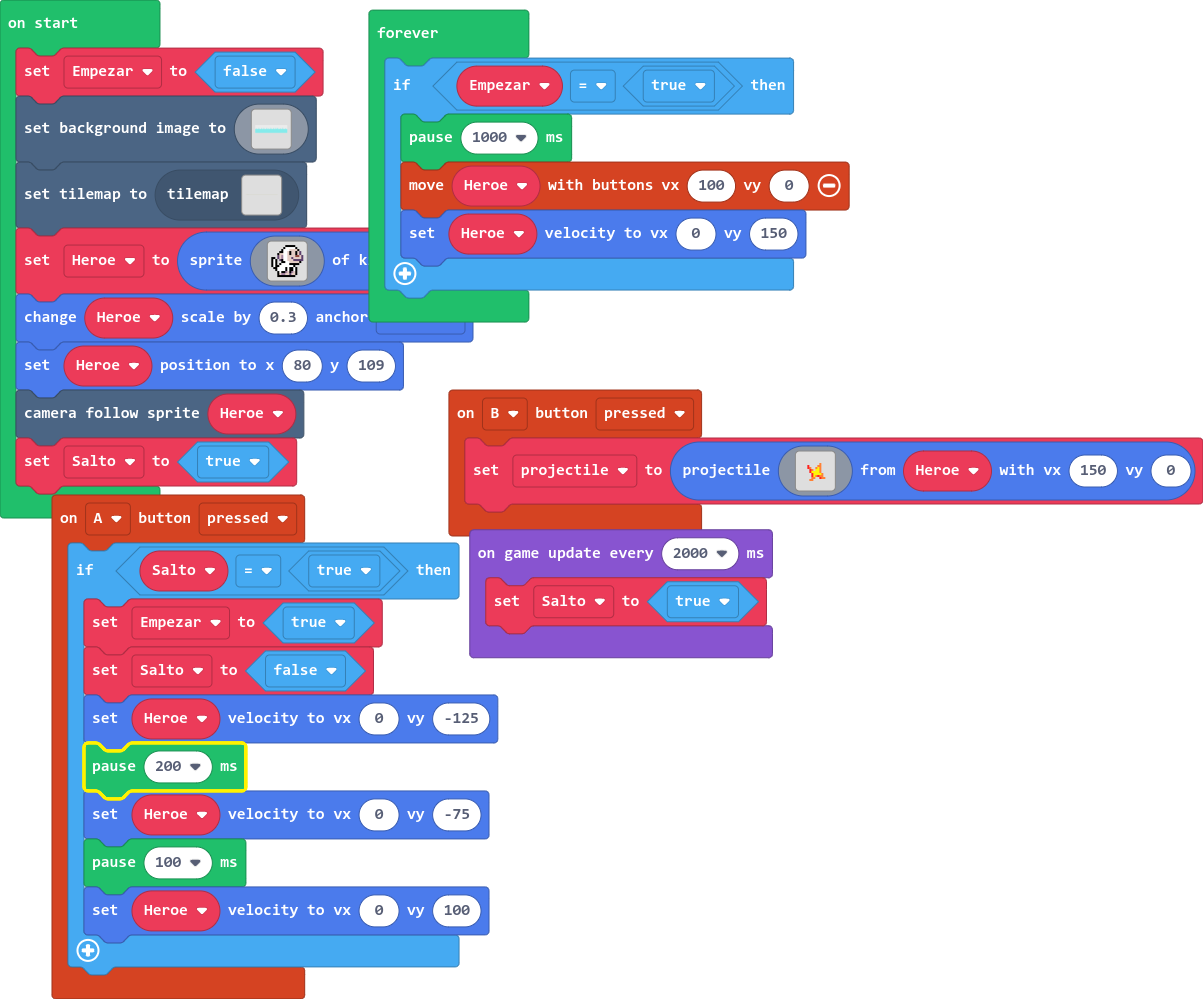 on start
set Empezar to false
set background image to
set tilemap to tilemap
set Heroe to sprite of k
change Heroe scale by 0.3 anchor
set Heroe position to x 80 y 109
camera follow sprite Heroe
set Salto to true
forever
if Empezar = true then
pause 1000 ms
move Heroe with buttons vx 100 vy 0
set Heroe velocity to vx 0 vy 150
on B button pressed
set projectile to projectile from Heroe with vx 150 vy 0
on A button pressed
if Salto = true then
set Empezar to true
set Salto to false
set Heroe velocity to vx 0 vy -125
pause 200 ms
set Heroe velocity to vx 0 vy -75
pause 100 ms
set Heroe velocity to vx 0 vy 100
on game update every 2000 ms
set Salto to true